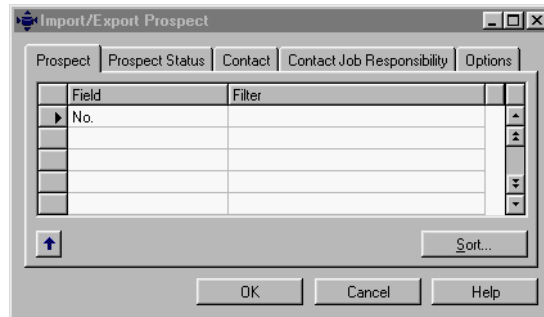 Import/Export Prospect
Prospect Prospect Status Contact Contact Job Responsibility Options
Field Filter
No.
Sort...
OK Cancel Help